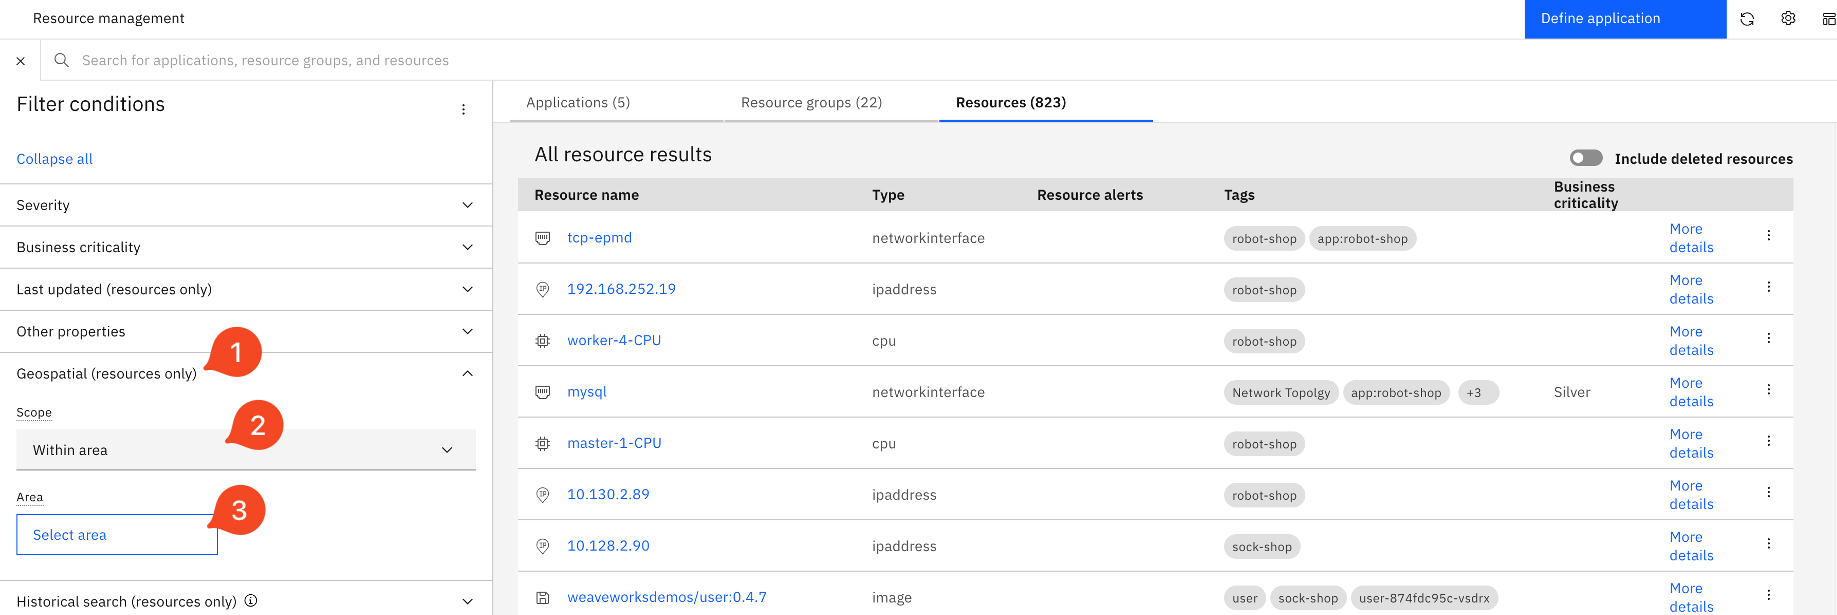 Resource management
Define application
Search for applications, resource groups, and resources
Filter conditions
Collapse all
Severity
Business criticality
Last updated (resources only)
Other properties
1
Geospatial (resources only)
Scope
2
Within area
Area
3
Select area
Historical search (resources only)
Applications (5)
Resource groups (22)
Resources (823)
All resource results
Include deleted resources
Resource name Type Resource alerts Tags Business criticality
tcp-epmd networkinterface robot-shop app:robot-shop More details
192.168.252.19 ipaddress robot-shop More details
worker-4-CPU cpu robot-shop More details
mysql networkinterface Network Topolgy app:robot-shop +3 Silver More details
master-1-CPU cpu robot-shop More details
10.130.2.89 ipaddress robot-shop More details
10.128.2.90 ipaddress sock-shop More details
weaveworksdemos/user:0.4.7 image user sock-shop user-874fdc95c-vsdrx More details